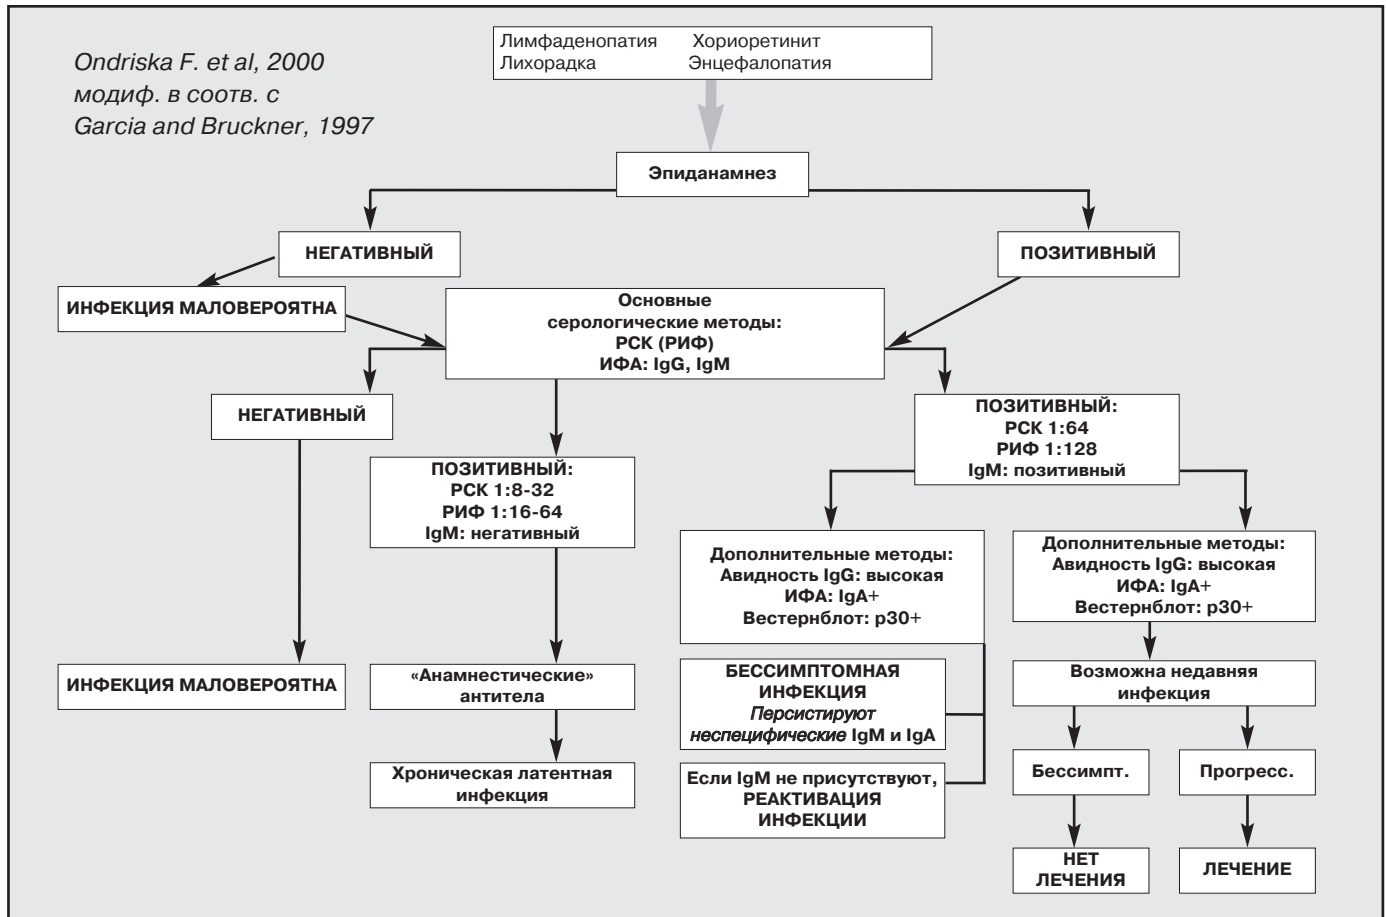 Ondriska F. et al, 2000
модиф. в соотв. с
Garcia and Bruckner, 1997
Лимфаденопатия Хориоретинит
Лихорадка Энцефалопатия
Эпиданамнез
НЕГАТИВНЫЙ
ПОЗИТИВНЫЙ
ИНФЕКЦИЯ МАЛОВЕРОЯТНА
Основные
серологические методы:
РСК (РИФ)
ИФА: IgG, IgM
НЕГАТИВНЫЙ
ПОЗИТИВНЫЙ:
РСК 1:8-32
РИФ 1:16-64
IgM: негативный
ПОЗИТИВНЫЙ:
РСК 1:64
РИФ 1:128
IgM: позитивный
Дополнительные методы:
Авидность IgG: высокая
ИФА: IgA+
Вестернблот: p30+
Дополнительные методы:
Авидность IgG: высокая
ИФА: IgA+
Вестернблот: p30+
ИНФЕКЦИЯ МАЛОВЕРОЯТНА
«Анамнестические»
антитела
Хроническая латентная
инфекция
БЕССИМПТОМНАЯ
ИНФЕКЦИЯ
Персистируют
неспецифические IgM и IgA
Если IgM не присутствуют,
РЕАКТИВАЦИЯ
ИНФЕКЦИИ
Возможна недавняя
инфекция
Бессимпт.
Прогресс.
НЕТ
ЛЕЧЕНИЯ
ЛЕЧЕНИЕ